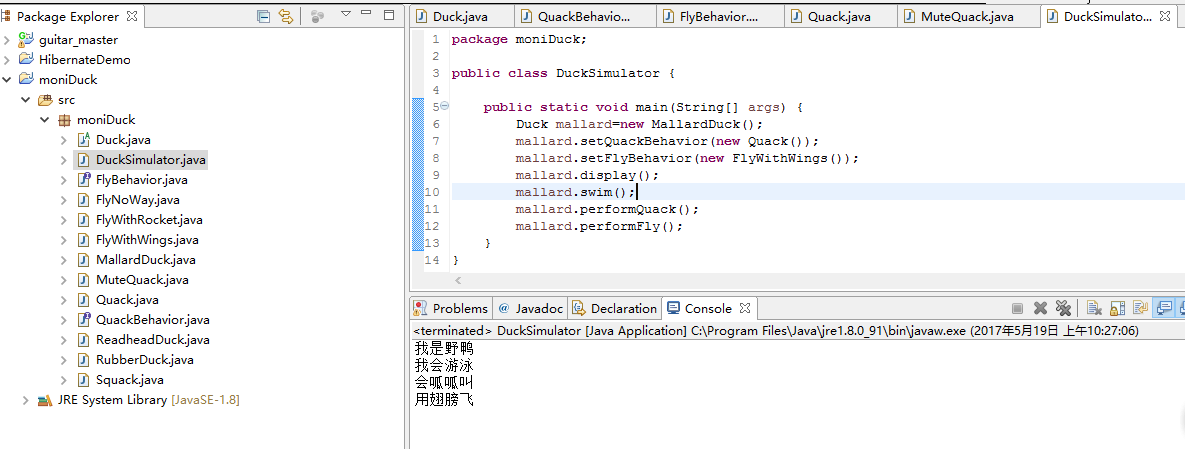 Package Explorer
guitar_master
HibernateDemo
moniDuck
src
moniDuck
Duck.java
DuckSimulator.java
FlyBehavior.java
FlyNoWay.java
FlyWithRocket.java
FlyWithWings.java
MallardDuck.java
MuteQuack.java
Quack.java
QuackBehavior.java
ReadheadDuck.java
RubberDuck.java
Squack.java
JRE System Library [JavaSE-1.8]
Duck.java QuackBehavio... FlyBehavior.... Quack.java MuteQuack.java DuckSimulato...
1 package moniDuck;
2
3 public class DuckSimulator {
4
5 public static void main(String[] args) {
6 Duck mallard=new MallardDuck();
7 mallard.setQuackBehavior(new Quack());
8 mallard.setFlyBehavior(new FlyWithWings());
9 mallard.display();
10 mallard.swim();
11 mallard.performQuack();
12 mallard.performFly();
13 }
14 }
Problems @ Javadoc Declaration Console
<terminated> DuckSimulator [Java Application] C:\Program Files\Java\jre1.8.0_91\bin\javaw.exe (2017年5月19日 上午10:27:06)
我是野鸭
我会游泳
会呱呱叫
用翅膀飞